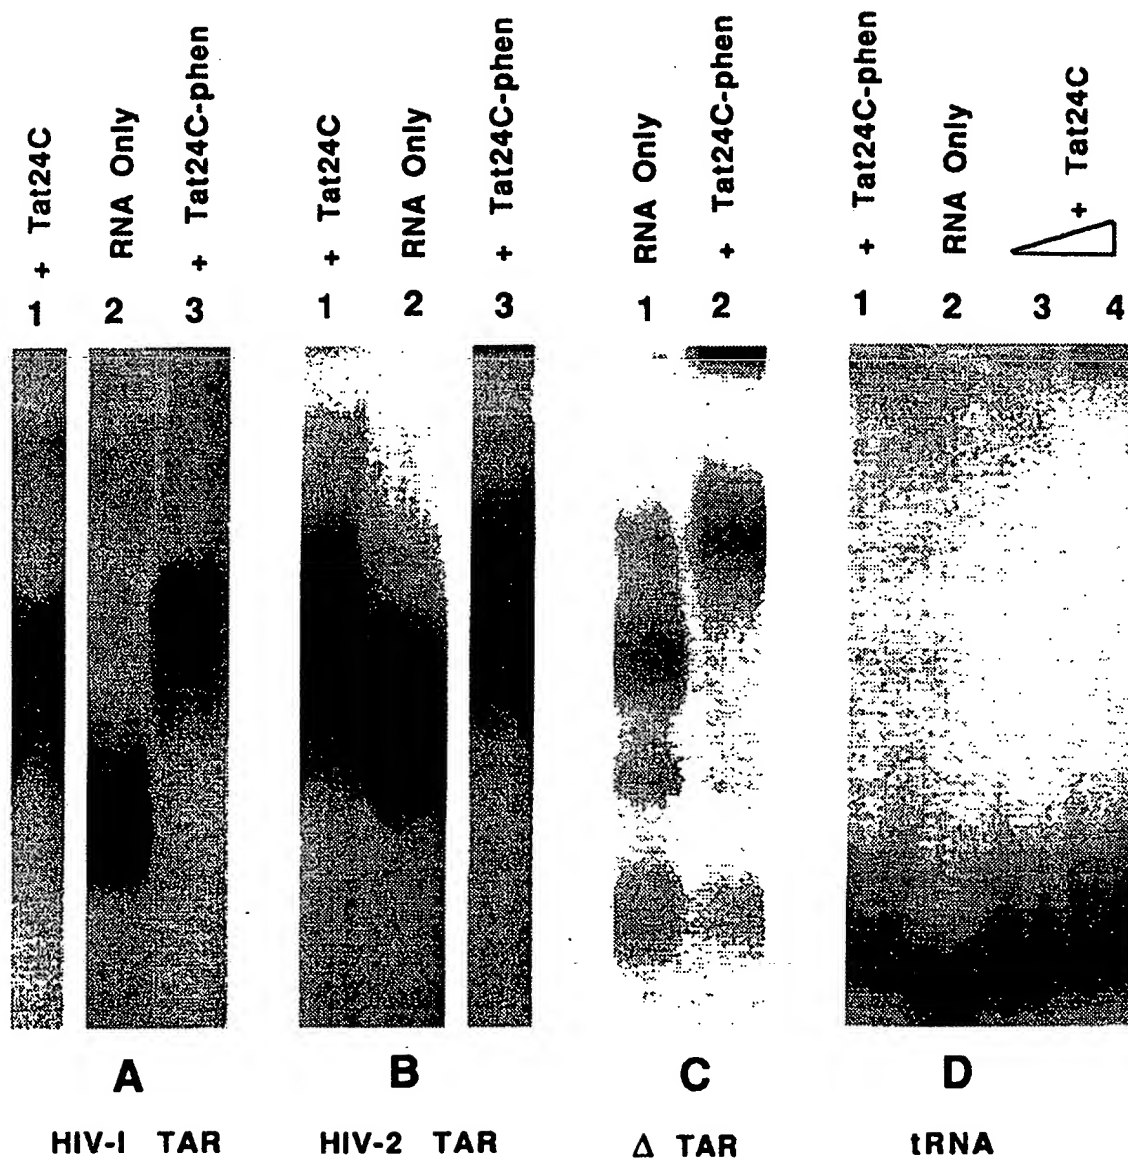 + Tat24C
RNA Only
+ Tat24C-phen
+ Tat24C
RNA Only
+ Tat24C-phen
RNA Only
+ Tat24C-phen
+ Tat24C-phen
RNA Only
+ Tat24C
1 2 3 1 2 3 1 2 1 2 3 4
A B C D
HIV-I TAR HIV-2 TAR Δ TAR tRNA